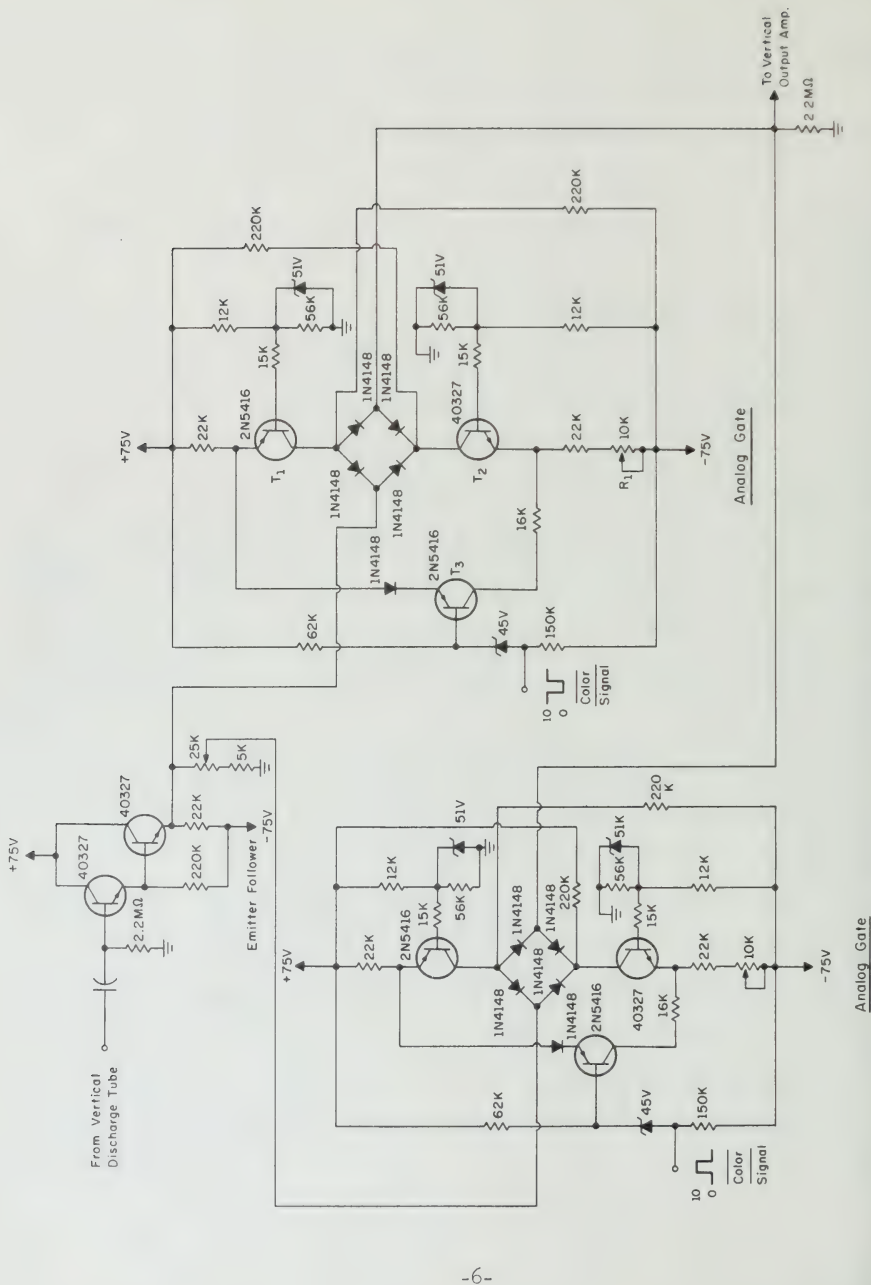 From Vertical
Discharge Tube
+75V
40327
40327
2.2MΩ
220K
22K
-75V
25K
5K
Emitter Follower
+75V
22K
12K
220K
2N5416
15K
56K
51V
T1
1N4148
1N4148
1N4148
1N4148
1N4148
2N5416
T3
62K
45V
150K
10
0
Color
Signal
16K
40327
T2
15K
56K
51V
12K
22K
10K
R1
220K
-75V
Analog Gate
To Vertical
Output Amp.
2.2MΩ
+75V
22K
12K
2N5416
15K
56K
51V
1N4148
1N4148
220K
1N4148
1N4148
1N4148
2N5416
62K
45V
150K
10
0
Color
Signal
16K
40327
15K
56K
51K
12K
22K
10K
220
K
-75V
Analog Gate
-6-